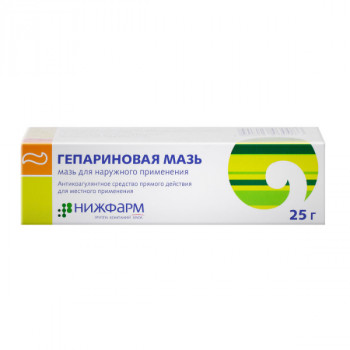 ГЕПАРИНОВАЯ МАЗЬ
мазь для наружного применения
Антикоагулянтное средство прямого действия
для местного применения
НИЖФАРМ
25 г